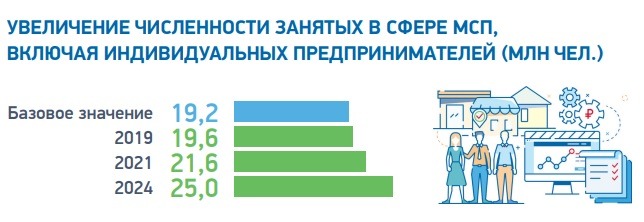 УВЕЛИЧЕНИЕ ЧИСЛЕННОСТИ ЗАНЯТЫХ В СФЕРЕ МСП,
ВКЛЮЧАЯ ИНДИВИДУАЛЬНЫХ ПРЕДПРИНИМАТЕЛЕЙ (МЛН ЧЕЛ.)
Базовое значение 19,2
2019 19,6
2021 21,6
2024 25,0
₽